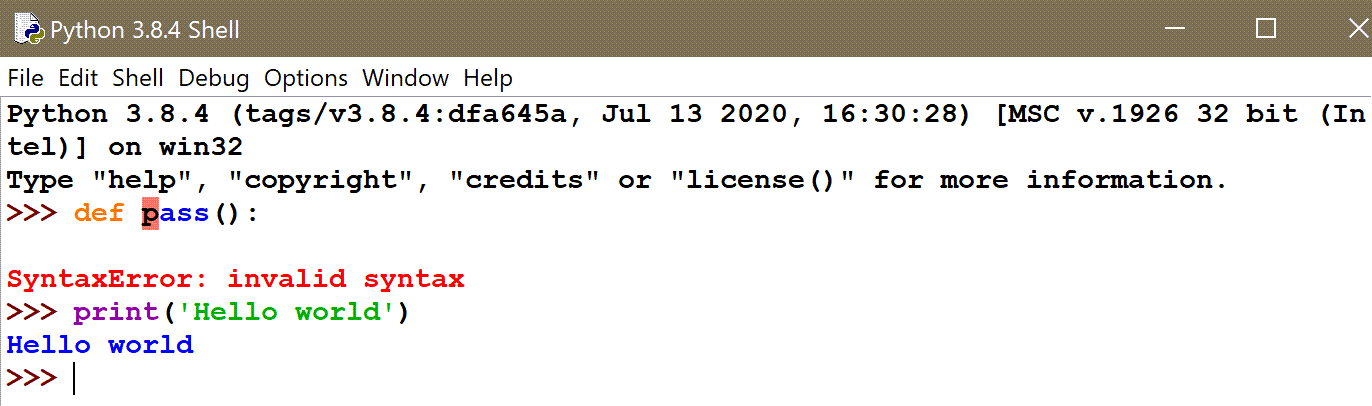 Python 3.8.4 Shell
File Edit Shell Debug Options Window Help
Python 3.8.4 (tags/v3.8.4:dfa645a, Jul 13 2020, 16:30:28) [MSC v.1926 32 bit (In
tel)] on win32
Type "help", "copyright", "credits" or "license()" for more information.
>>> def pass():
SyntaxError: invalid syntax
>>> print('Hello world')
Hello world
>>>